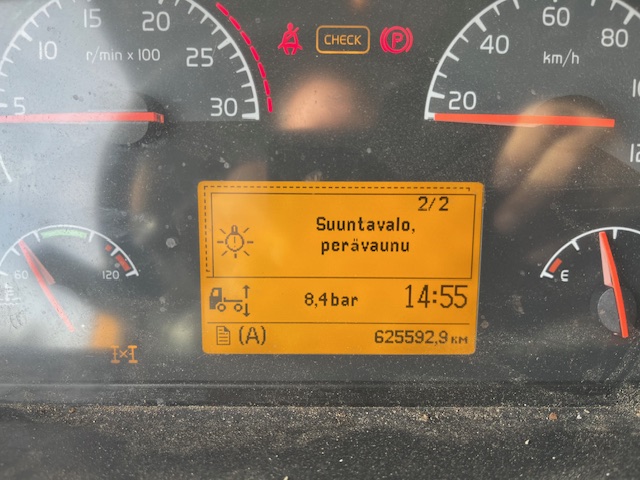 10
20
r/min x 100
25
5
30
CHECK
P
60
40
80
km/h
20
2/2
Suuntavalo,
perävaunu
60
120
8,4 bar
14:55
E
(A)
625592,9 KM